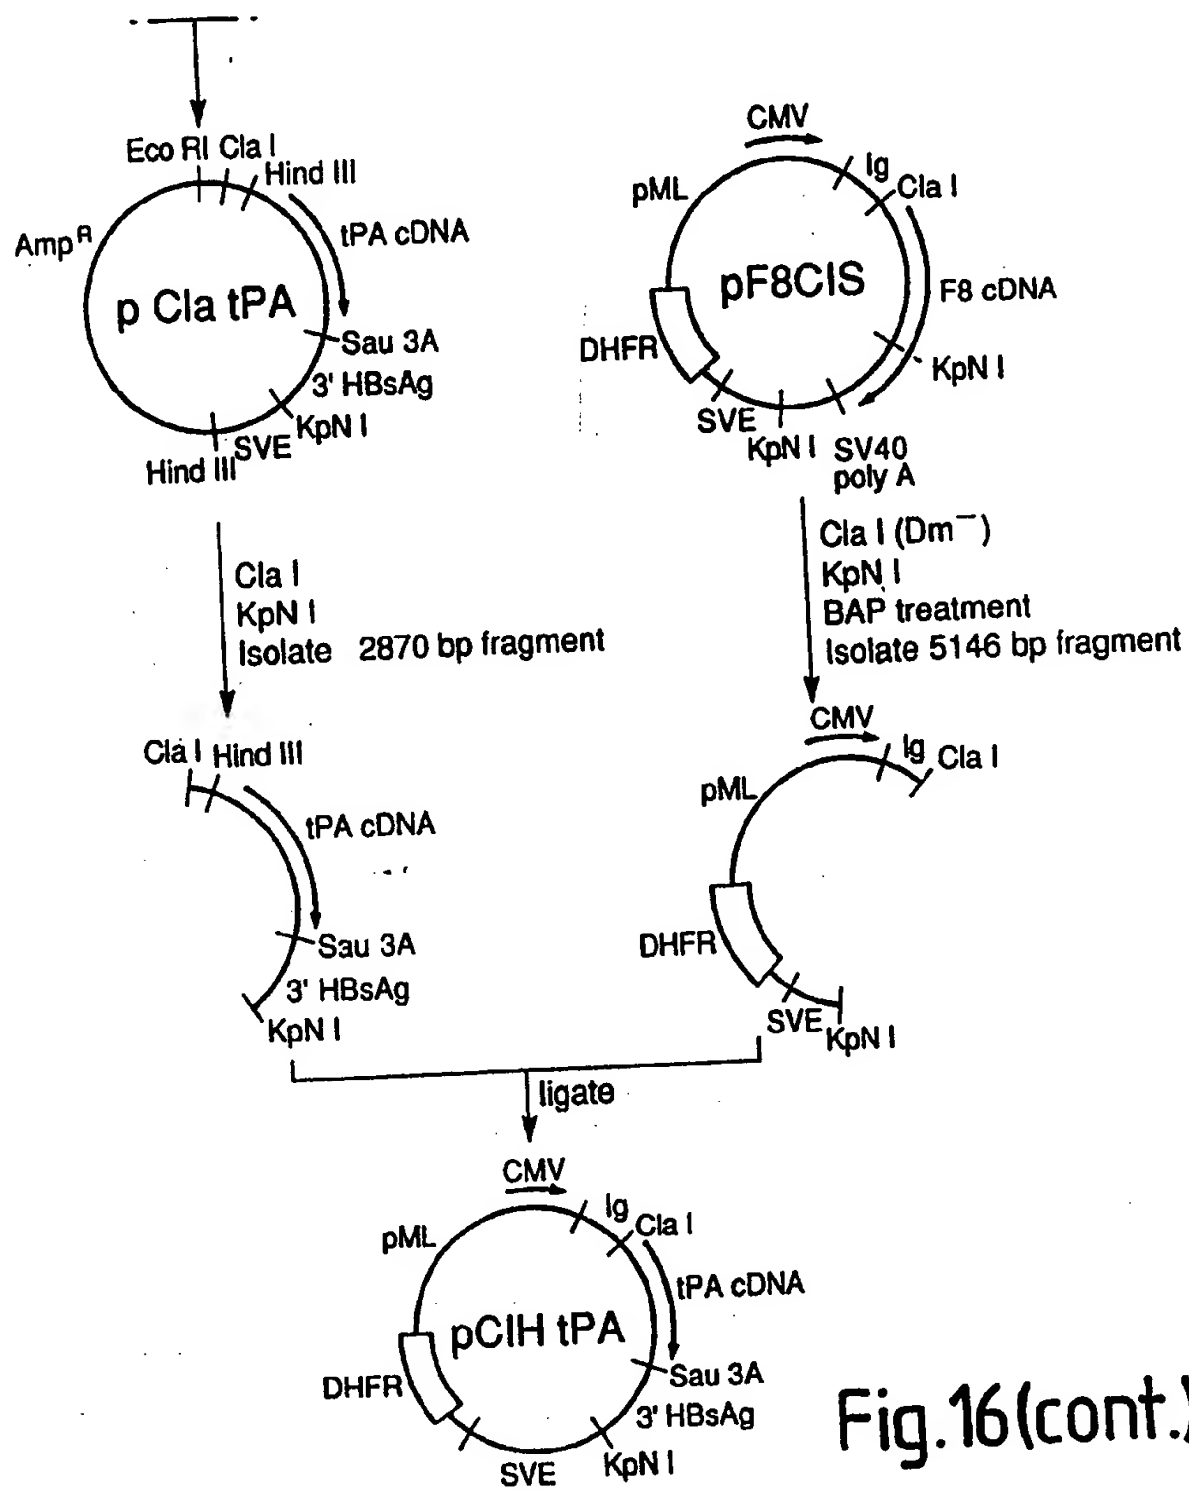 Eco RI Cla I
Hind III
Amp R
tPA cDNA
p Cla tPA
Sau 3A
3' HBsAg
KpN I
SVE
Hind III
CMV
Ig
Cla I
pML
pF8CIS
F8 cDNA
DHFR
KpN I
SVE
KpN I
SV40
poly A
Cla I
KpN I
Isolate 2870 bp fragment
Cla I (Dm⁻)
KpN I
BAP treatment
Isolate 5146 bp fragment
Cla I Hind III
tPA cDNA
Sau 3A
3' HBsAg
KpN I
CMV
Ig
Cla I
pML
DHFR
SVE
KpN I
ligate
CMV
Ig
Cla I
pML
tPA cDNA
pCIH tPA
DHFR
Sau 3A
3' HBsAg
KpN I
SVE
Fig.16(cont.)